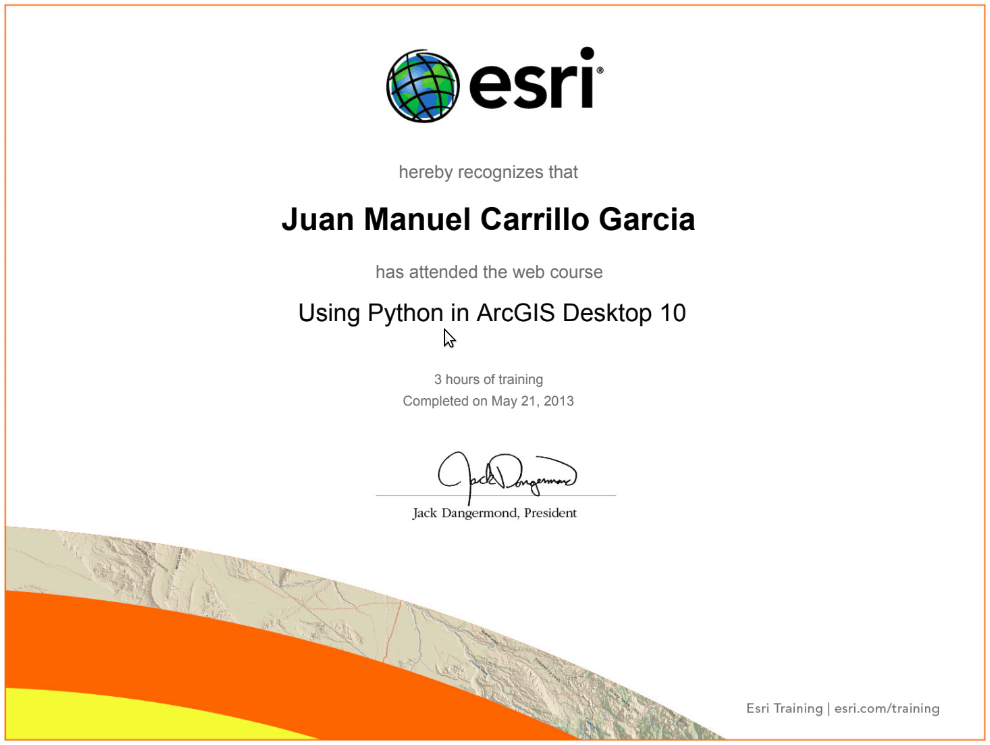 esri®
hereby recognizes that
Juan Manuel Carrillo Garcia
has attended the web course
Using Python in ArcGIS Desktop 10
3 hours of training
Completed on May 21, 2013
Jack Dangermond
Jack Dangermond, President
Esri Training | esri.com/training